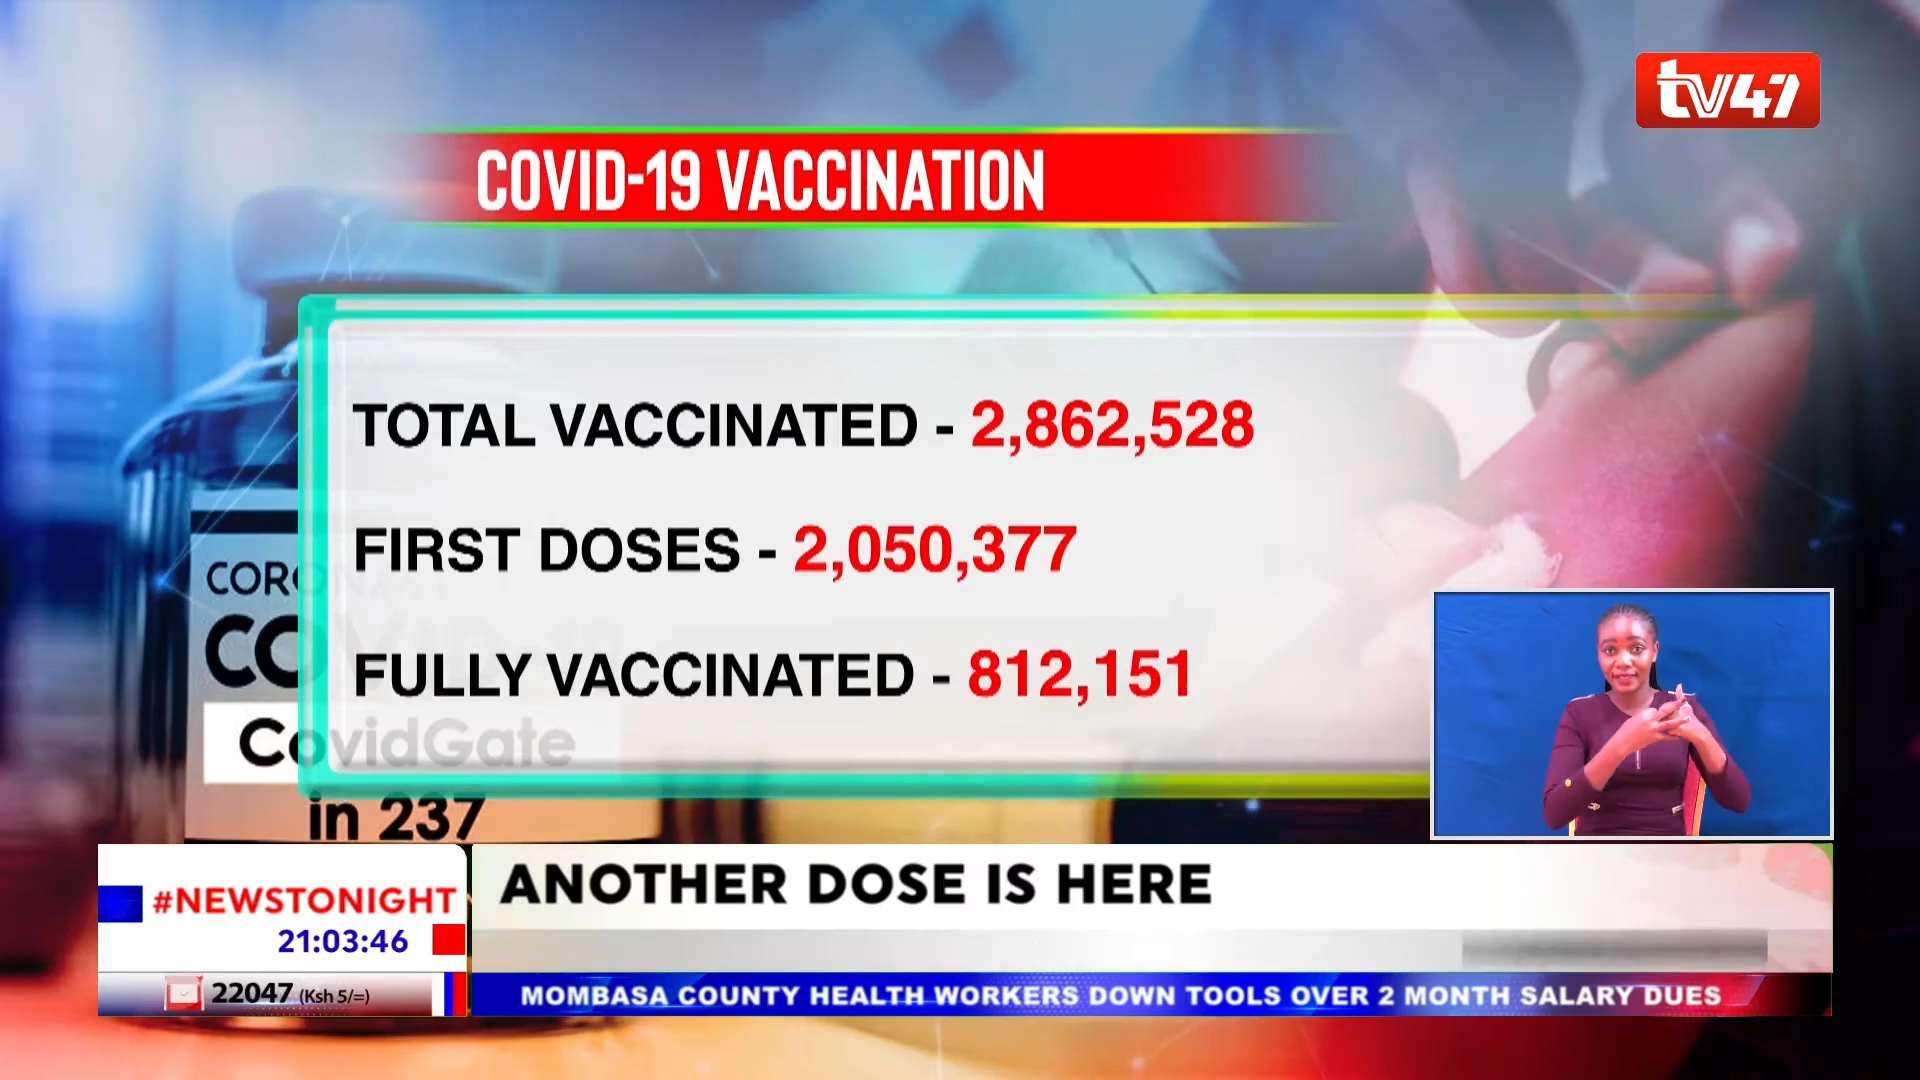 tv47
COVID-19 VACCINATION
TOTAL VACCINATED - 2,862,528
FIRST DOSES - 2,050,377
FULLY VACCINATED - 812,151
CovidGate
in 237
ANOTHER DOSE IS HERE
#NEWSTONIGHT
21:03:46
22047 (Ksh 5/=)
MOMBASA COUNTY HEALTH WORKERS DOWN TOOLS OVER 2 MONTH SALARY DUES